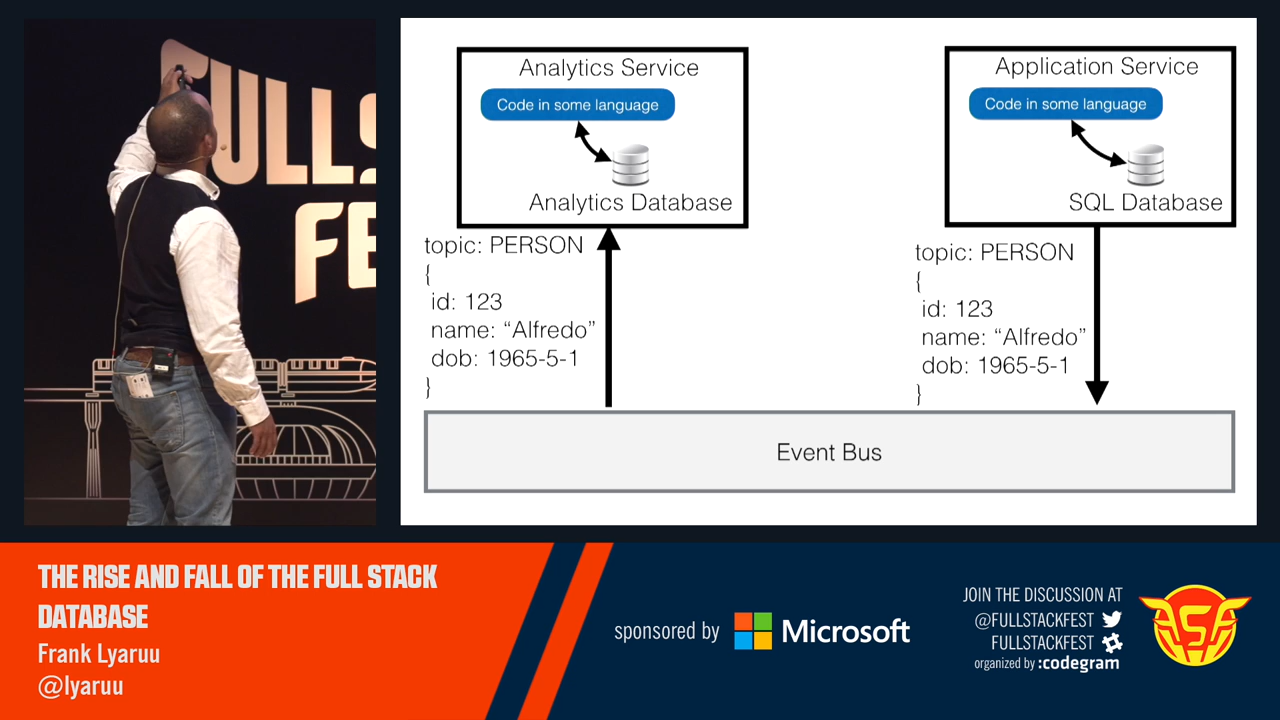 FULLS
FE
Analytics Service
Code in some language
Analytics Database
topic: PERSON
{
id: 123
name: “Alfredo”
dob: 1965-5-1
}
Application Service
Code in some language
SQL Database
topic: PERSON
{
id: 123
name: “Alfredo”
dob: 1965-5-1
}
Event Bus
THE RISE AND FALL OF THE FULL STACK
DATABASE
Frank Lyaruu
@lyaruu
sponsored by Microsoft
JOIN THE DISCUSSION AT
@FULLSTACKFEST
FULLSTACKFEST
organized by :codegram
FSF